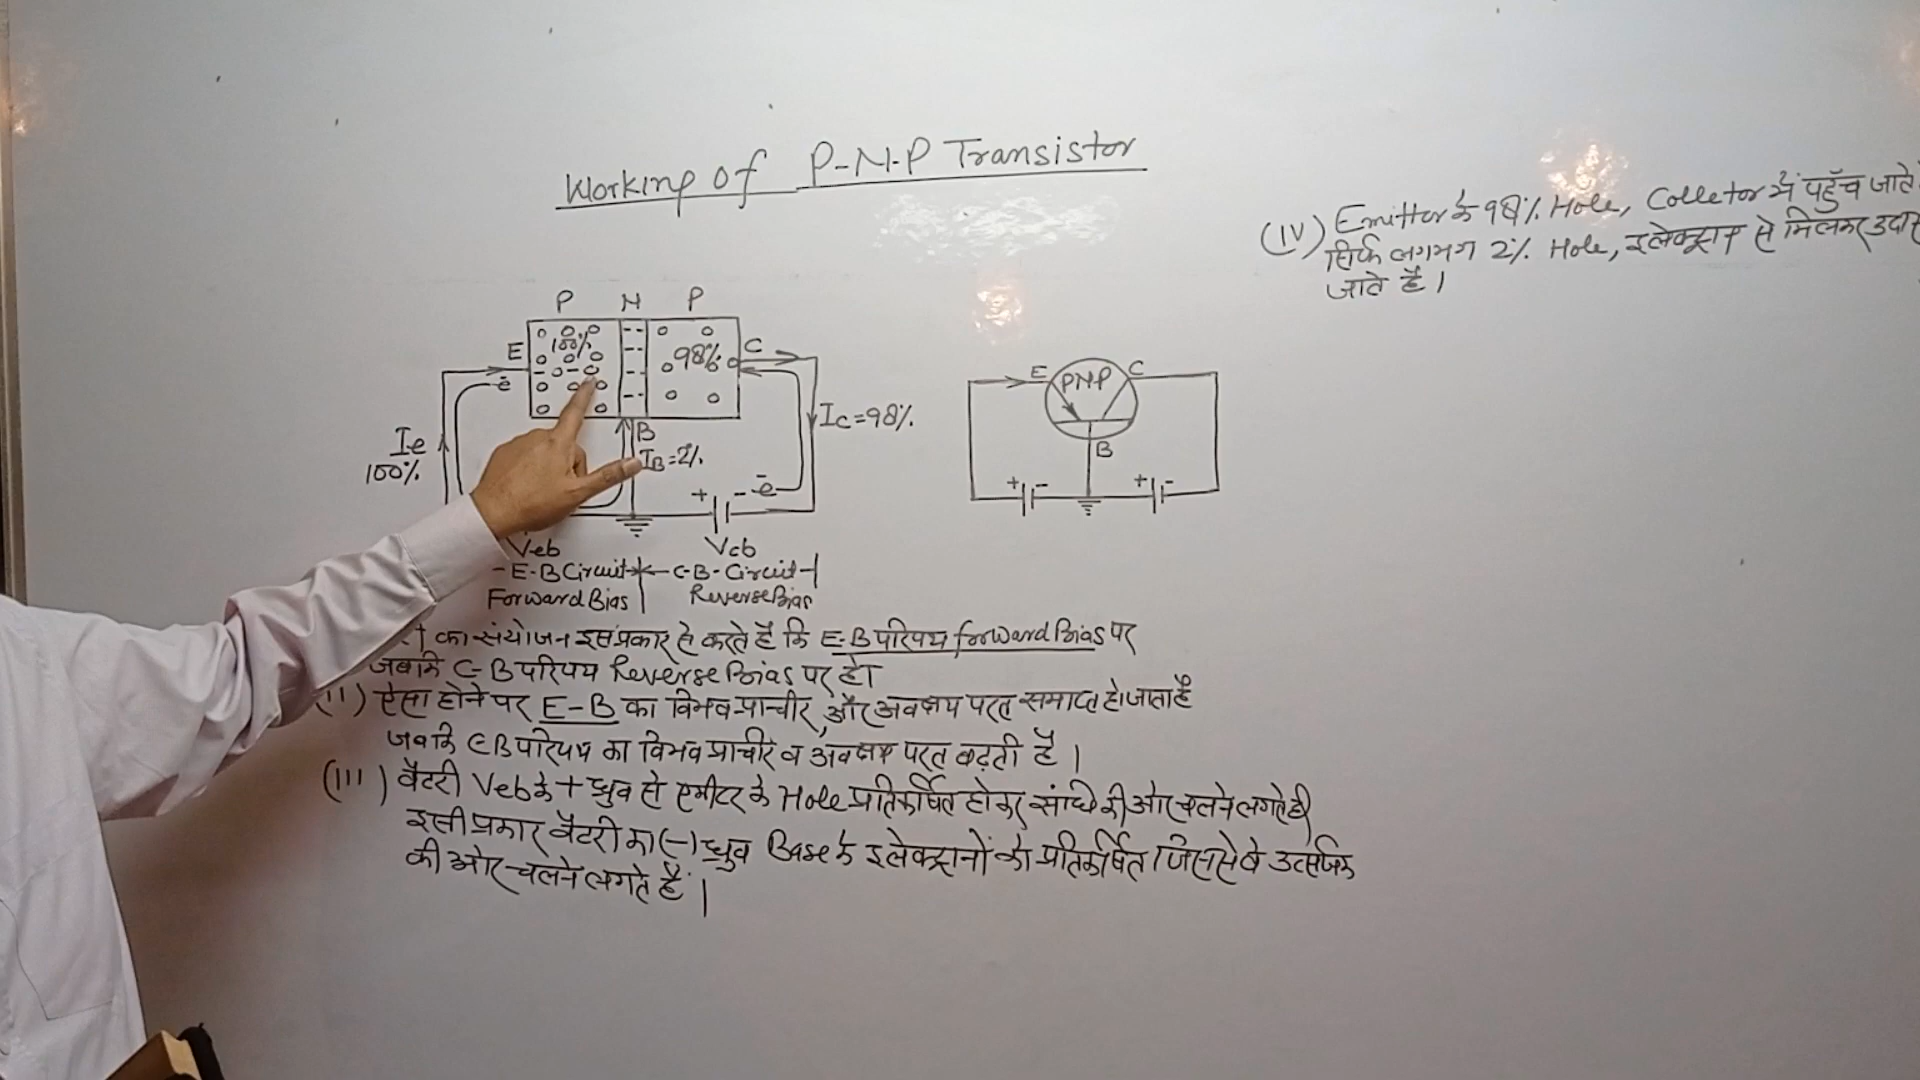 Working of P-N-P Transistor
(IV) Emitter के 98% Hole, Colletor में पहुँच जाते
सिर्फ लगभग 2% Hole, इलेक्ट्रान से मिलकर
जाते है।
P N P
100%
98%
E
C
ē
Ie
100%
B
IB=2%
Ic=98%
+ - ē
Veb
Vcb
E-B Circuit
C-B-Circuit
Forward Bias
Reverse Bias
E PNP C
B
+ - + -
का संयोजन इस प्रकार से करते है कि E-B परिपथ forward Bias पर
जबकि C-B परिपथ Reverse Bias पर हो
(II) ऐसा होने पर E-B का विभव प्राचीर और अवक्षय परत समाप्त हो जाता है
जबकि CB परिपथ का विभव प्राचीर व अवक्षय परत बढ़ती है।
(III) बैटरी Veb के + ध्रुव से एमीटर के Hole प्रतिकर्षित होकर संधि की ओर चलने लगते है
इसी प्रकार बैटरी का (-) ध्रुव Base के इलेक्ट्रानों को प्रतिकर्षित जिससे वे उत्सर्जक
की ओर चलने लगते है।